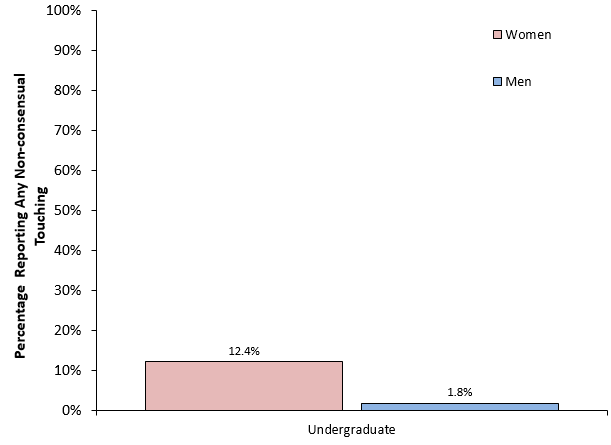 100%
90%
80%
70%
60%
50%
40%
30%
20%
10%
0%
Percentage Reporting Any Non-consensual
Touching
Women
Men
12.4%
1.8%
Undergraduate